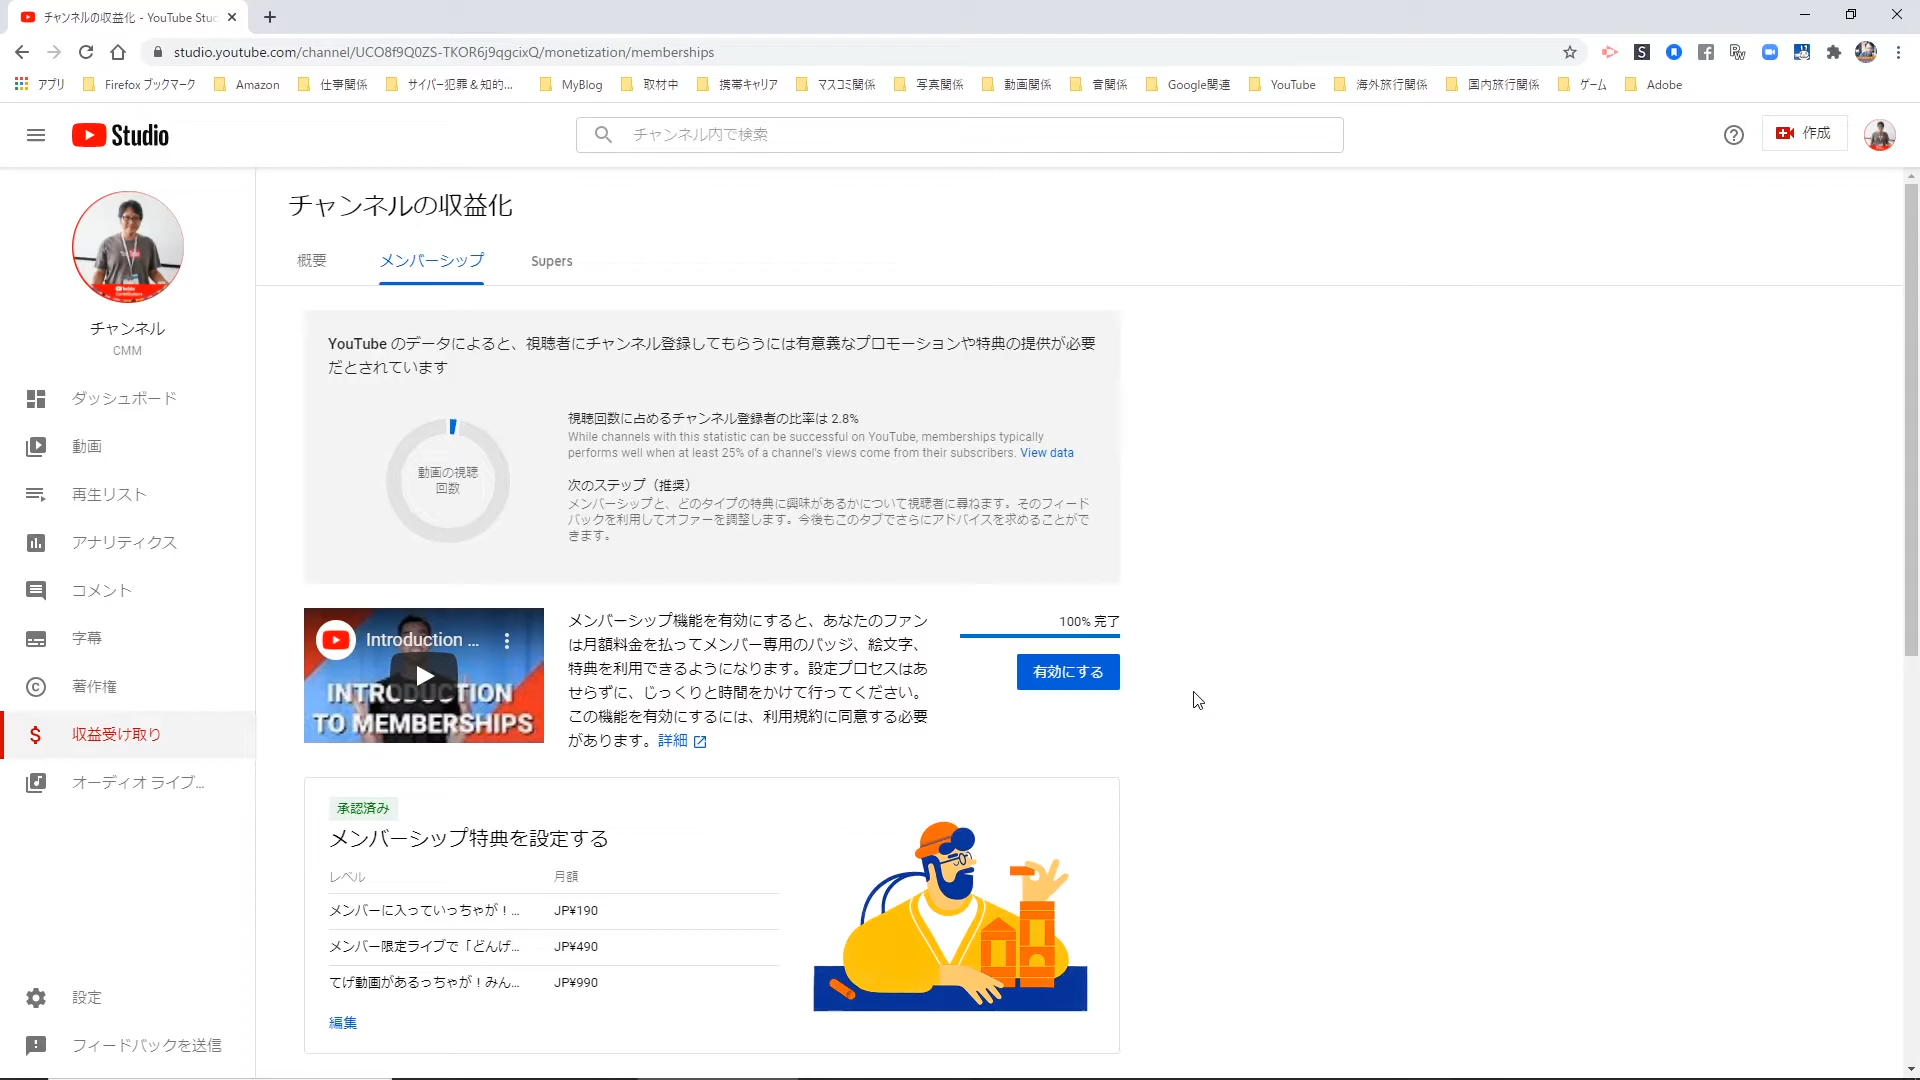 チャンネルの収益化 - YouTube Stu
studio.youtube.com/channel/UCO8f9Q0ZS-TKOR6j9qgcixQ/monetization/memberships
アプリ Firefox ブックマーク Amazon 仕事関係 サイバー犯罪＆知的... MyBlog 取材中 携帯キャリア マスコミ関係 写真関係 動画関係 音関係 Google関連 YouTube 海外旅行関係 国内旅行関係 ゲーム Adobe
Studio
チャンネル内で検索
作成
チャンネル
CMM
ダッシュボード
動画
再生リスト
アナリティクス
コメント
字幕
著作権
収益受け取り
オーディオ ライブ...
設定
フィードバックを送信
チャンネルの収益化
概要 メンバーシップ Supers
YouTube のデータによると、視聴者にチャンネル登録してもらうには有意義なプロモーションや特典の提供が必要
だとされています
動画の視聴
回数
視聴回数に占めるチャンネル登録者の比率は 2.8%
While channels with this statistic can be successful on YouTube, memberships typically
performs well when at least 25% of a channel's views come from their subscribers. View data
次のステップ（推奨）
メンバーシップと、どのタイプの特典に興味があるかについて視聴者に尋ねます。そのフィード
バックを利用してオファーを調整します。今後もこのタブでさらにアドバイスを求めることがで
きます。
Introduction ...
INTRODUCTION
TO MEMBERSHIPS
メンバーシップ機能を有効にすると、あなたのファン
は月額料金を払ってメンバー専用のバッジ、絵文字、
特典を利用できるようになります。設定プロセスはあ
せらずに、じっくりと時間をかけて行ってください。
この機能を有効にするには、利用規約に同意する必要
があります。詳細
100% 完了
有効にする
承認済み
メンバーシップ特典を設定する
レベル 月額
メンバーに入っていっちゃが！... JP¥190
メンバー限定ライブで「どんげ... JP¥490
てげ動画があるっちゃが！みん... JP¥990
編集